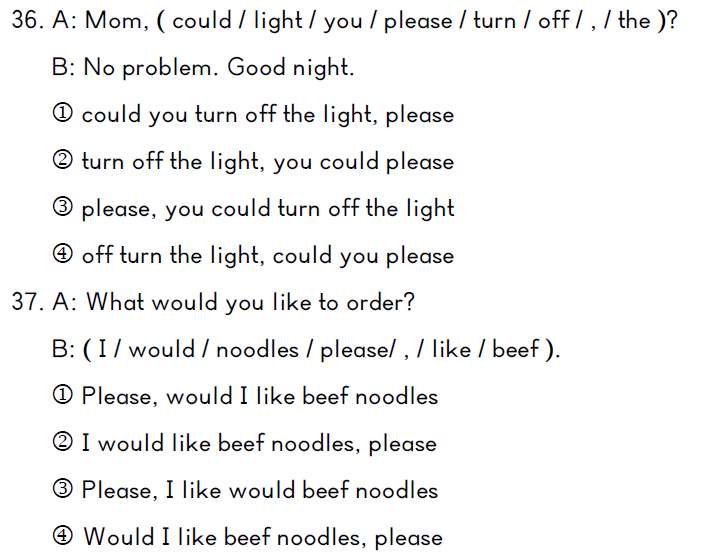 36. A: Mom, ( could / light / you / please / turn / off / , / the )?
B: No problem. Good night.
① could you turn off the light, please
② turn off the light, you could please
③ please, you could turn off the light
④ off turn the light, could you please
37. A: What would you like to order?
B: ( I / would / noodles / please/ , / like / beef ).
① Please, would I like beef noodles
② I would like beef noodles, please
③ Please, I like would beef noodles
④ Would I like beef noodles, please